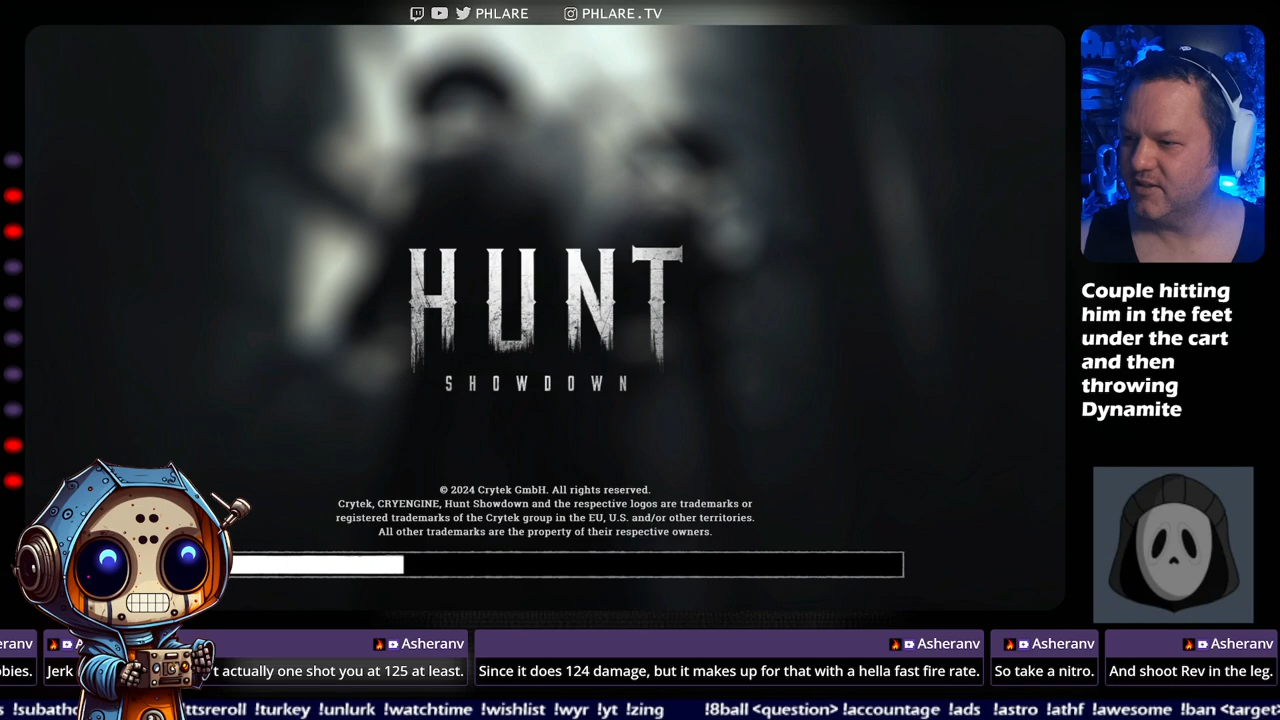 PHLARE PHLARE.TV
HUNT
SHOWDOWN
© 2024 Crytek GmbH. All rights reserved.
Crytek, CRYENGINE, Hunt Showdown and the respective logos are trademarks or
registered trademarks of the Crytek group in the EU, U.S. and/or other territories.
All other trademarks are the property of their respective owners.
Couple hitting
him in the feet
under the cart
and then
throwing
Dynamite
Asheranv Asheranv Asheranv Asheranv
Jerk t actually one shot you at 125 at least. Since it does 124 damage, but it makes up for that with a hella fast fire rate. So take a nitro. And shoot Rev in the leg.
!ttsreroll !turkey !unlurk !watchtime !wishlist !wyr !yt !zing !8ball <question> !accountage !ads !astro !athf !awesome !ban <target>